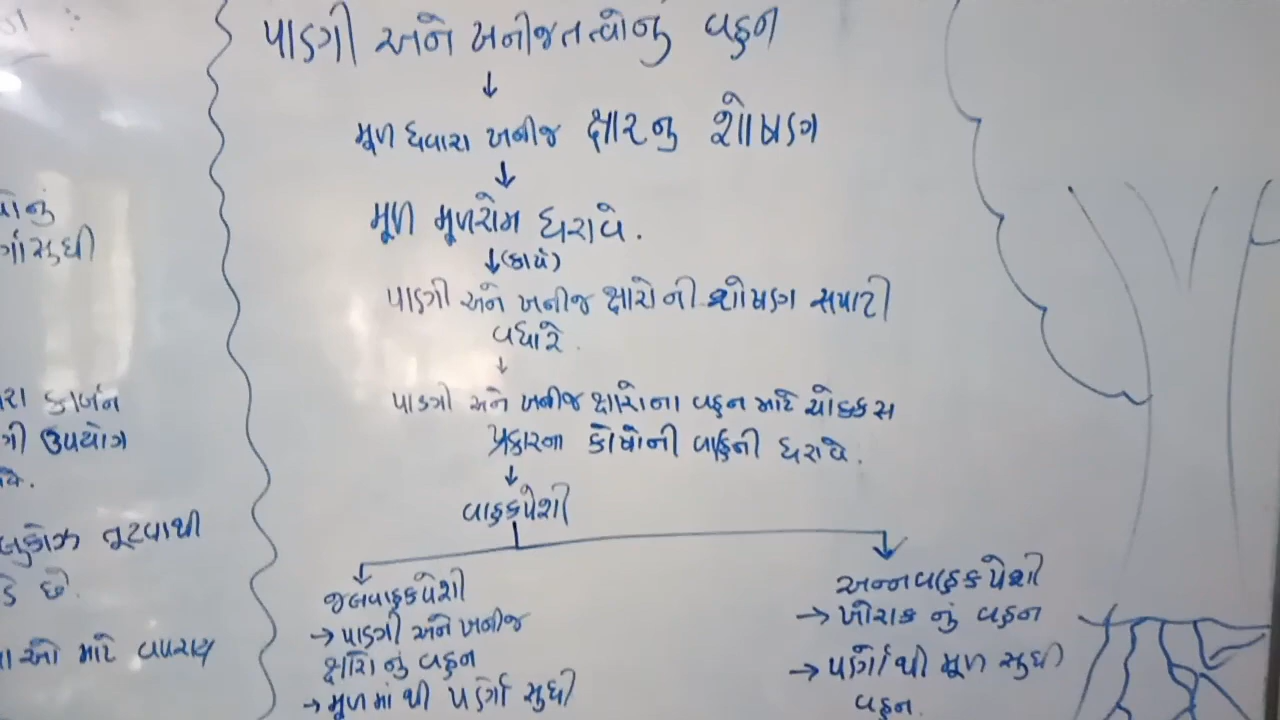 પાણી અને ખનીજતત્વોનું વહન
મૂળ ધ્વારા ખનીજ ક્ષારનુ શોષણ
મૂળ મૂળરોમ ધરાવે.
(કાર્ય)
પાણી અને ખનીજ ક્ષારોની શોષણ સપાટી
વધારે.
પાણી અને ખનીજ ક્ષારોના વહન માટે ચોક્કસ
પ્રકારના કોષોની વાહિની ધરાવે.
વાહકપેશી
જલવાહકપેશી
→ પાણી અને ખનીજ
ક્ષારો નું વહન
→ મૂળમાં થી પર્ણો સુધી
અન્નવાહકપેશી
→ ખોરાક નું વહન
→ પર્ણોથી મૂળ સુધી
વહન.
સુધી
કાર્બન
ઉપયોગ
તૂટવાથી
છે.
માટે વપરાય